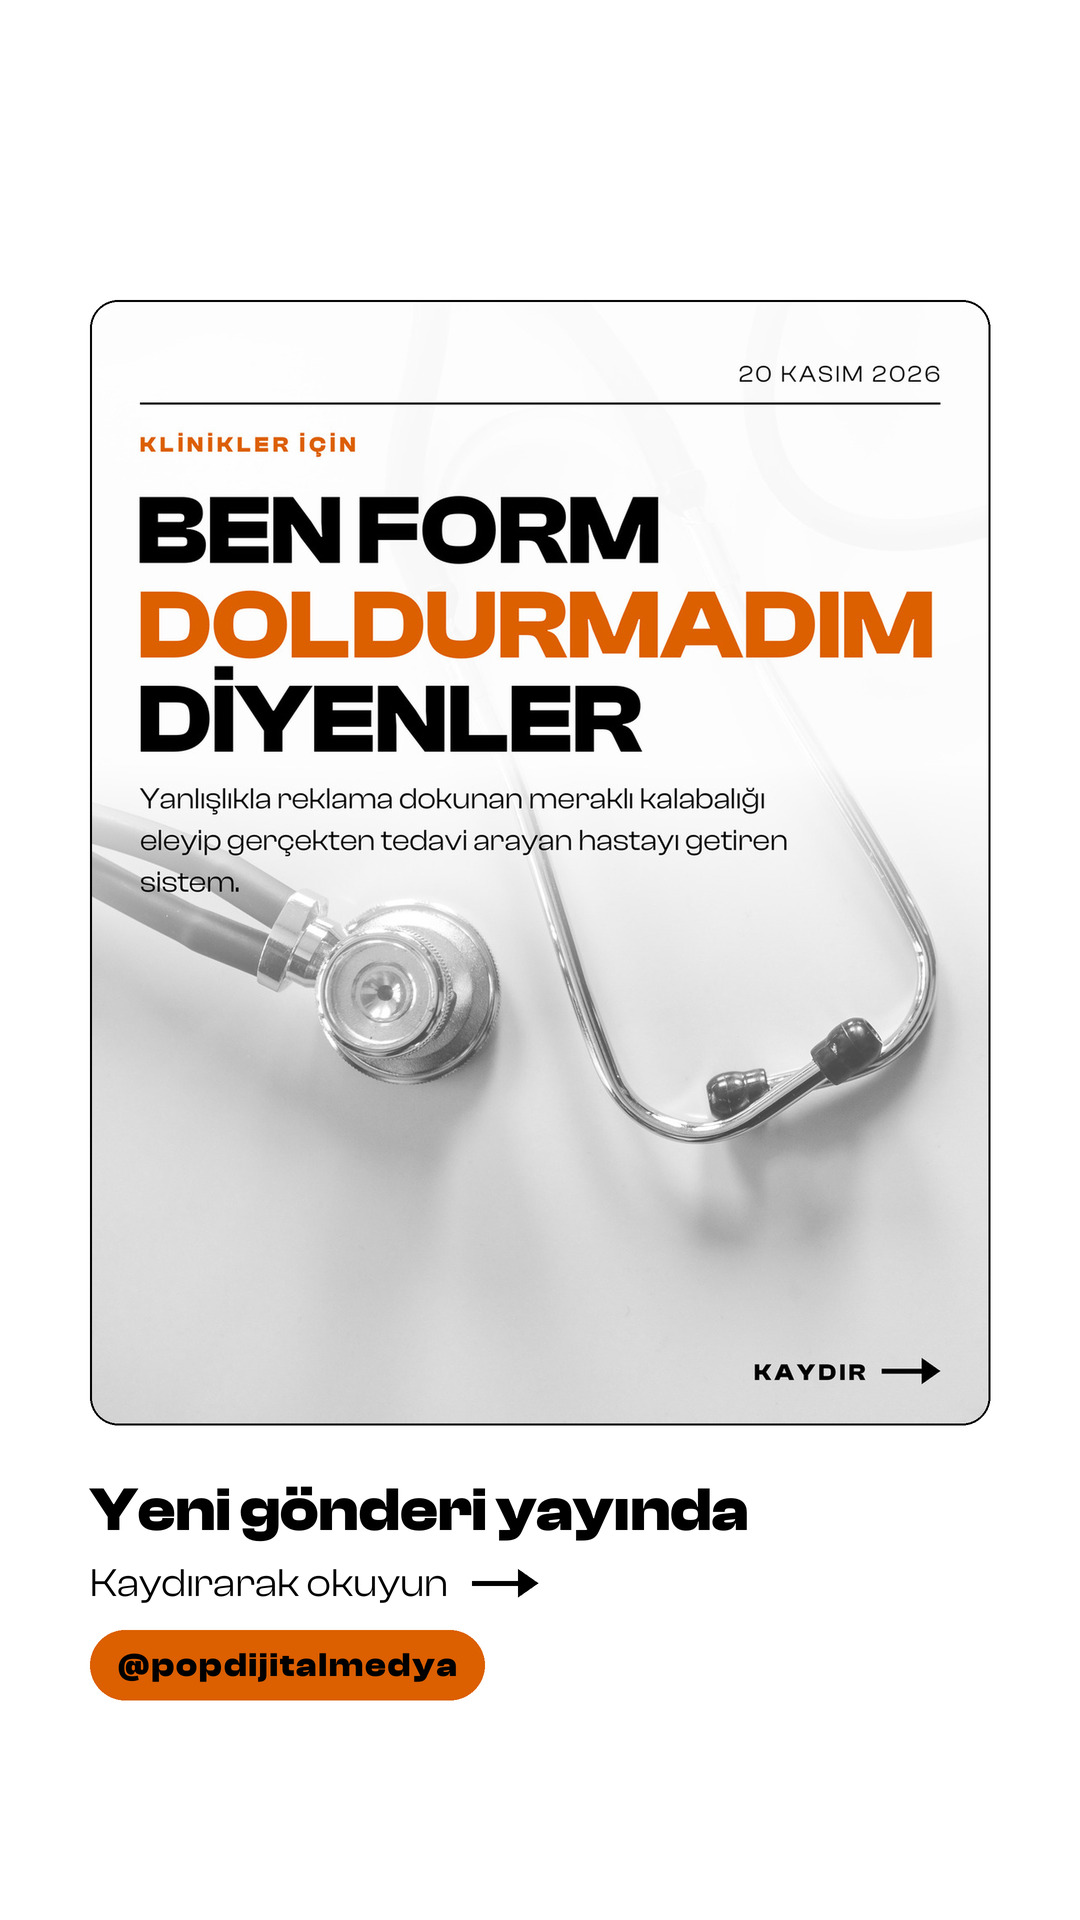 20 KASIM 2026
KLİNİKLER İÇİN
BEN FORM
DOLDURMADIM
DİYENLER
Yanlışlıkla reklama dokunan meraklı kalabalığı
eleyip gerçekten tedavi arayan hastayı getiren
sistem.
KAYDIR
Yeni gönderi yayında
Kaydırarak okuyun
@popdijitalmedya